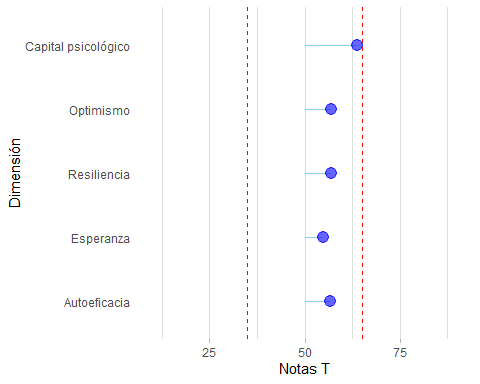 Capital psicológico
Optimismo
Resiliencia
Esperanza
Autoeficacia
Dimensión
25 50 75
Notas T